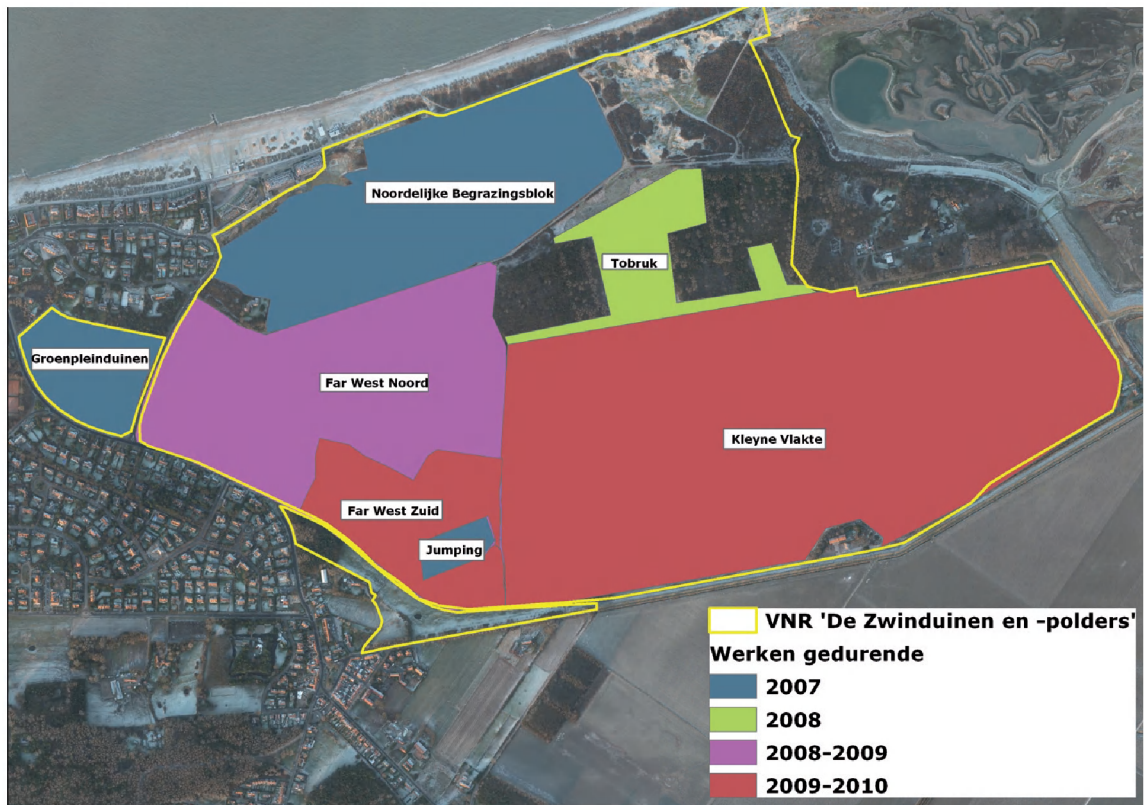 Noordelijke Begrazingsblok
Tobruk
Groenpleinduinen
Far West Noord
Kleyne Vlakte
Far West Zuid
Jumping
VNR 'De Zwinduinen en -polders'
Werken gedurende
2007
2008
2008-2009
2009-2010